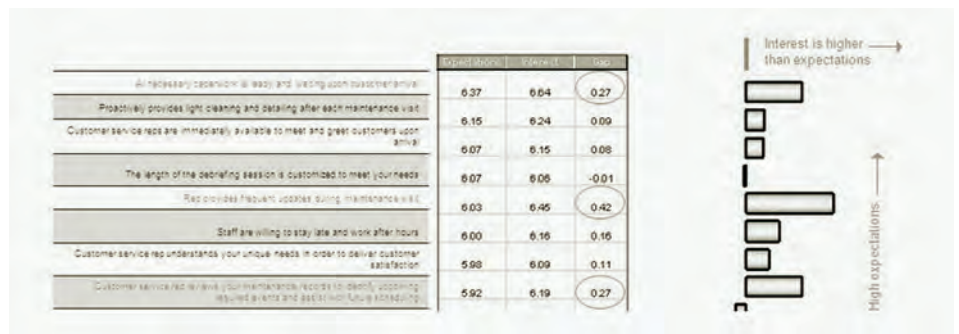 Interest is higher
than expectations
Expectations Interest Gap
All necessary paperwork is ready and waiting upon customer arrival
6.37 6.64 0.27
Proactively provides light cleaning and detailing after each maintenance visit
6.15 6.24 0.09
Customer service reps are immediately available to meet and greet customers upon
arrival
6.07 6.15 0.08
The length of the debriefing session is customized to meet your needs
6.07 6.06 -0.01
Rep provides frequent updates during maintenance visit
6.03 6.45 0.42
Staff are willing to stay late and work after hours
6.00 6.16 0.16
Customer service rep understands your unique needs in order to deliver customer
satisfaction
5.98 6.09 0.11
Customer service rep reviews your maintenance records to identify upcoming
required events and assist with future scheduling
5.92 6.19 0.27
High expectations